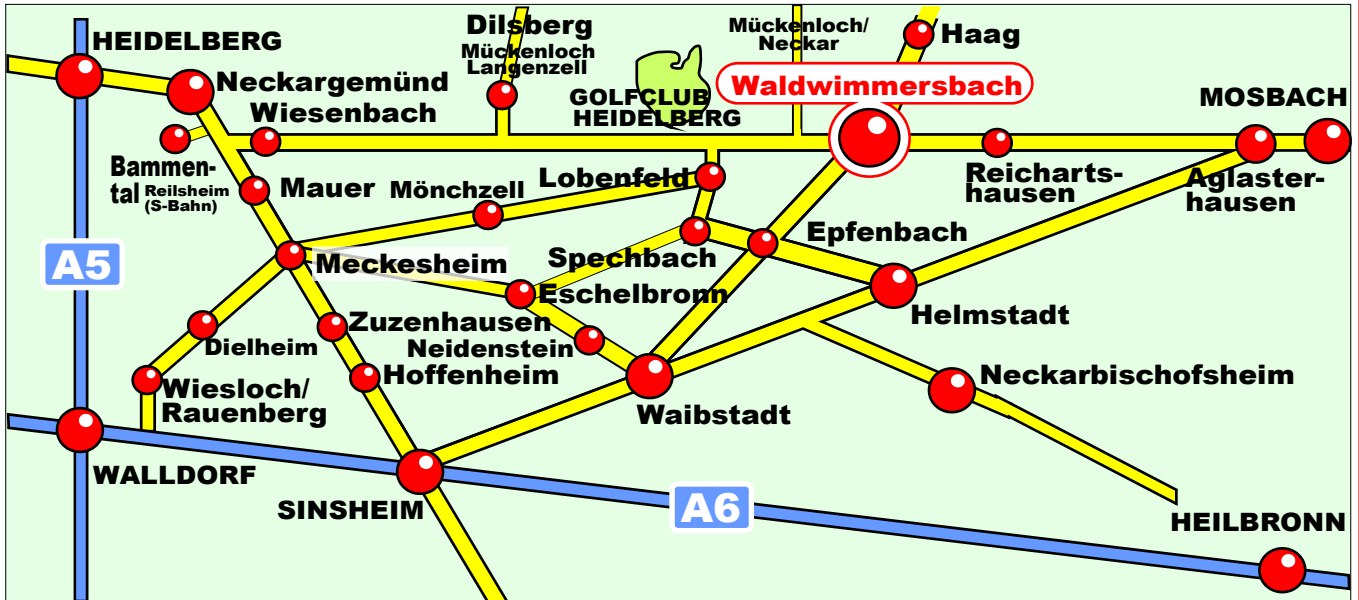 HEIDELBERG
Neckargemünd
Wiesenbach
Dilsberg
Mückenloch
Langenzell
GOLFCLUB
HEIDELBERG
Mückenloch/
Neckar
Haag
Waldwimmersbach
MOSBACH
Bammen-
tal Reilsheim
(S-Bahn)
Mauer
Mönchzell
Lobenfeld
Reicharts-
hausen
Aglaster-
hausen
A5
Meckesheim
Spechbach
Epfenbach
Eschelbronn
Helmstadt
Zuzenhausen
Neidenstein
Dielheim
Hoffenheim
Wiesloch/
Rauenberg
Waibstadt
Neckarbischofsheim
WALLDORF
SINSHEIM
A6
HEILBRONN